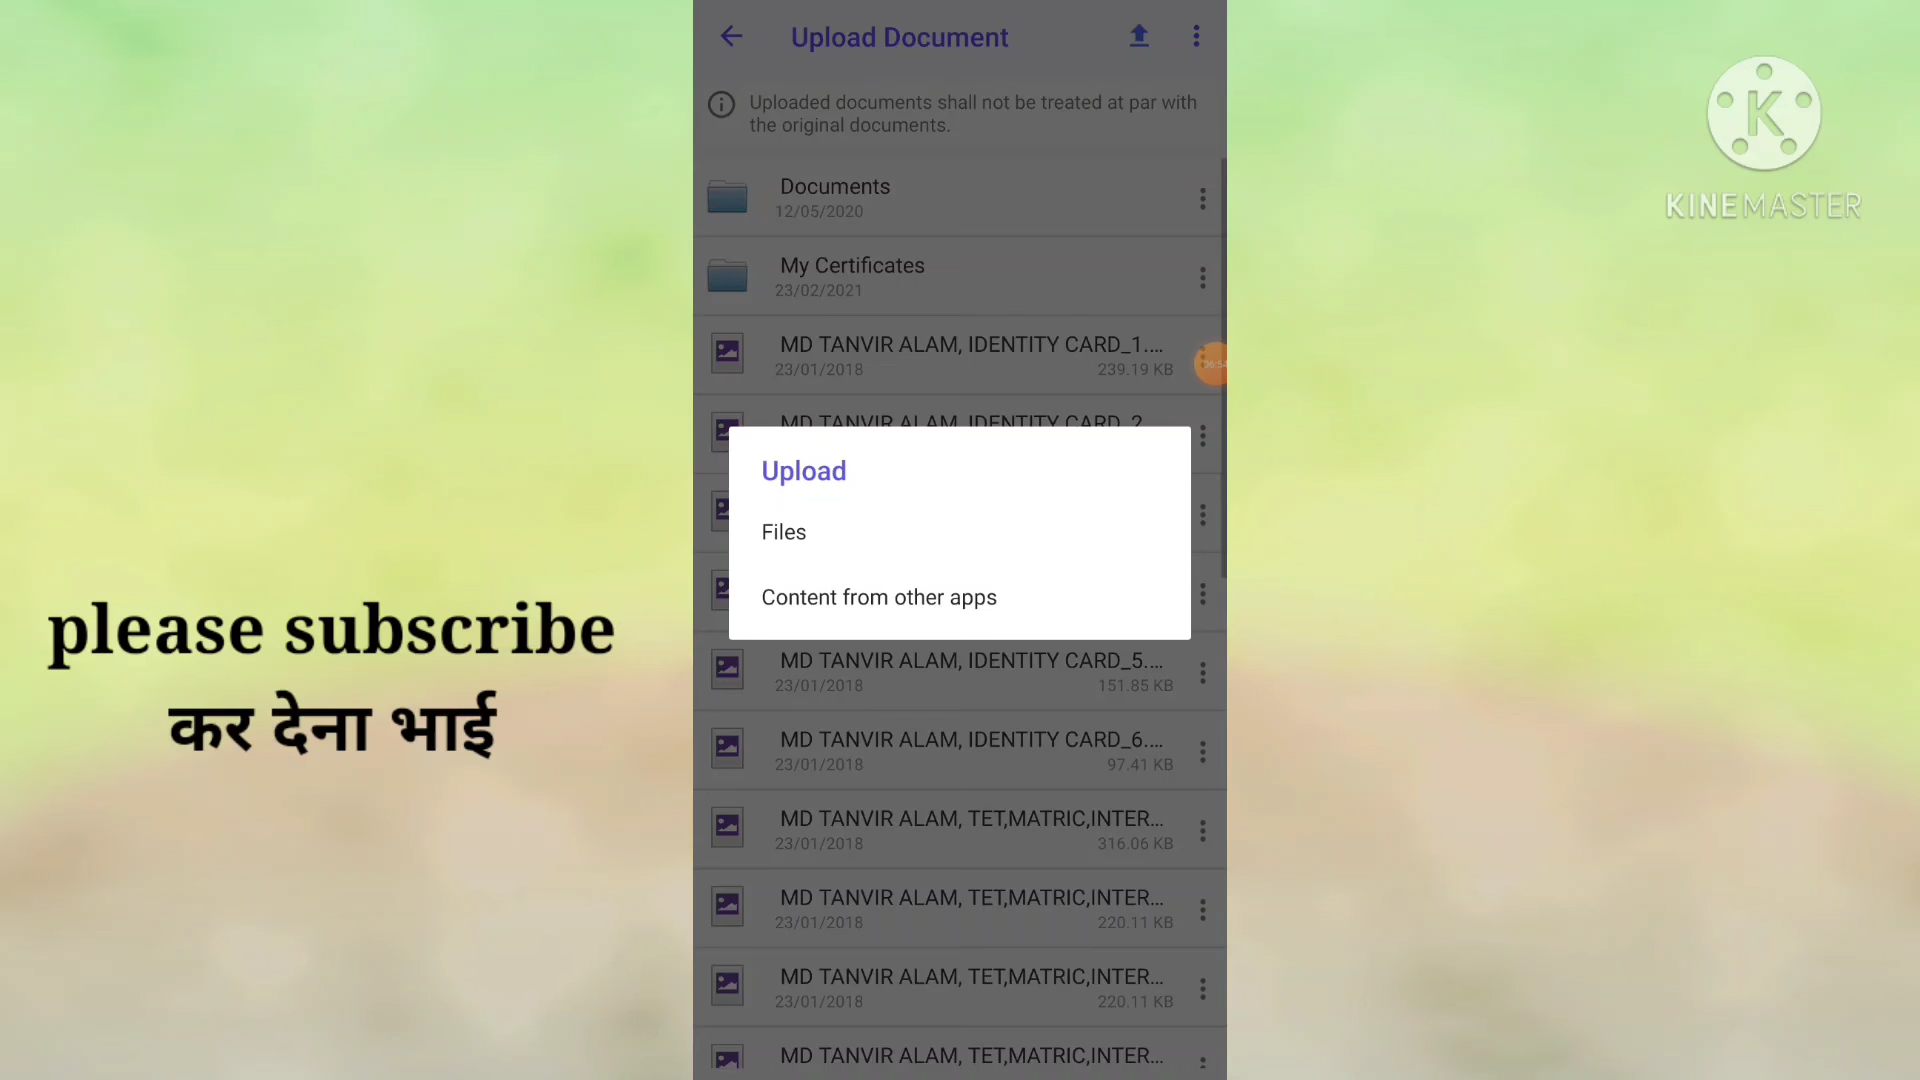 Upload Document
Uploaded documents shall not be treated at par with
the original documents.
Documents
12/05/2020
My Certificates
23/02/2021
MD TANVIR ALAM, IDENTITY CARD_1....
23/01/2018 239.19 KB
MD TANVIR ALAM, IDENTITY CARD_2
Upload
Files
Content from other apps
MD TANVIR ALAM, IDENTITY CARD_5....
23/01/2018 151.85 KB
MD TANVIR ALAM, IDENTITY CARD_6....
23/01/2018 97.41 KB
MD TANVIR ALAM, TET,MATRIC,INTER...
23/01/2018 316.06 KB
MD TANVIR ALAM, TET,MATRIC,INTER...
23/01/2018 220.11 KB
MD TANVIR ALAM, TET,MATRIC,INTER...
23/01/2018 220.11 KB
MD TANVIR ALAM, TET,MATRIC,INTER...
please subscribe
कर देना भाई
K
KINEMASTER